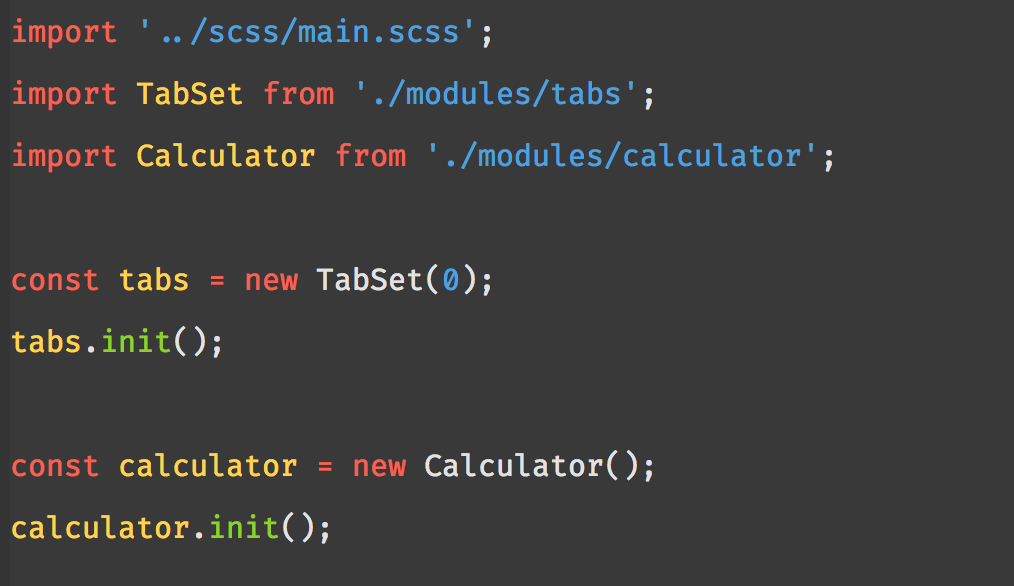 import '../scss/main.scss';
import TabSet from './modules/tabs';
import Calculator from './modules/calculator';
const tabs = new TabSet(0);
tabs.init();
const calculator = new Calculator();
calculator.init();